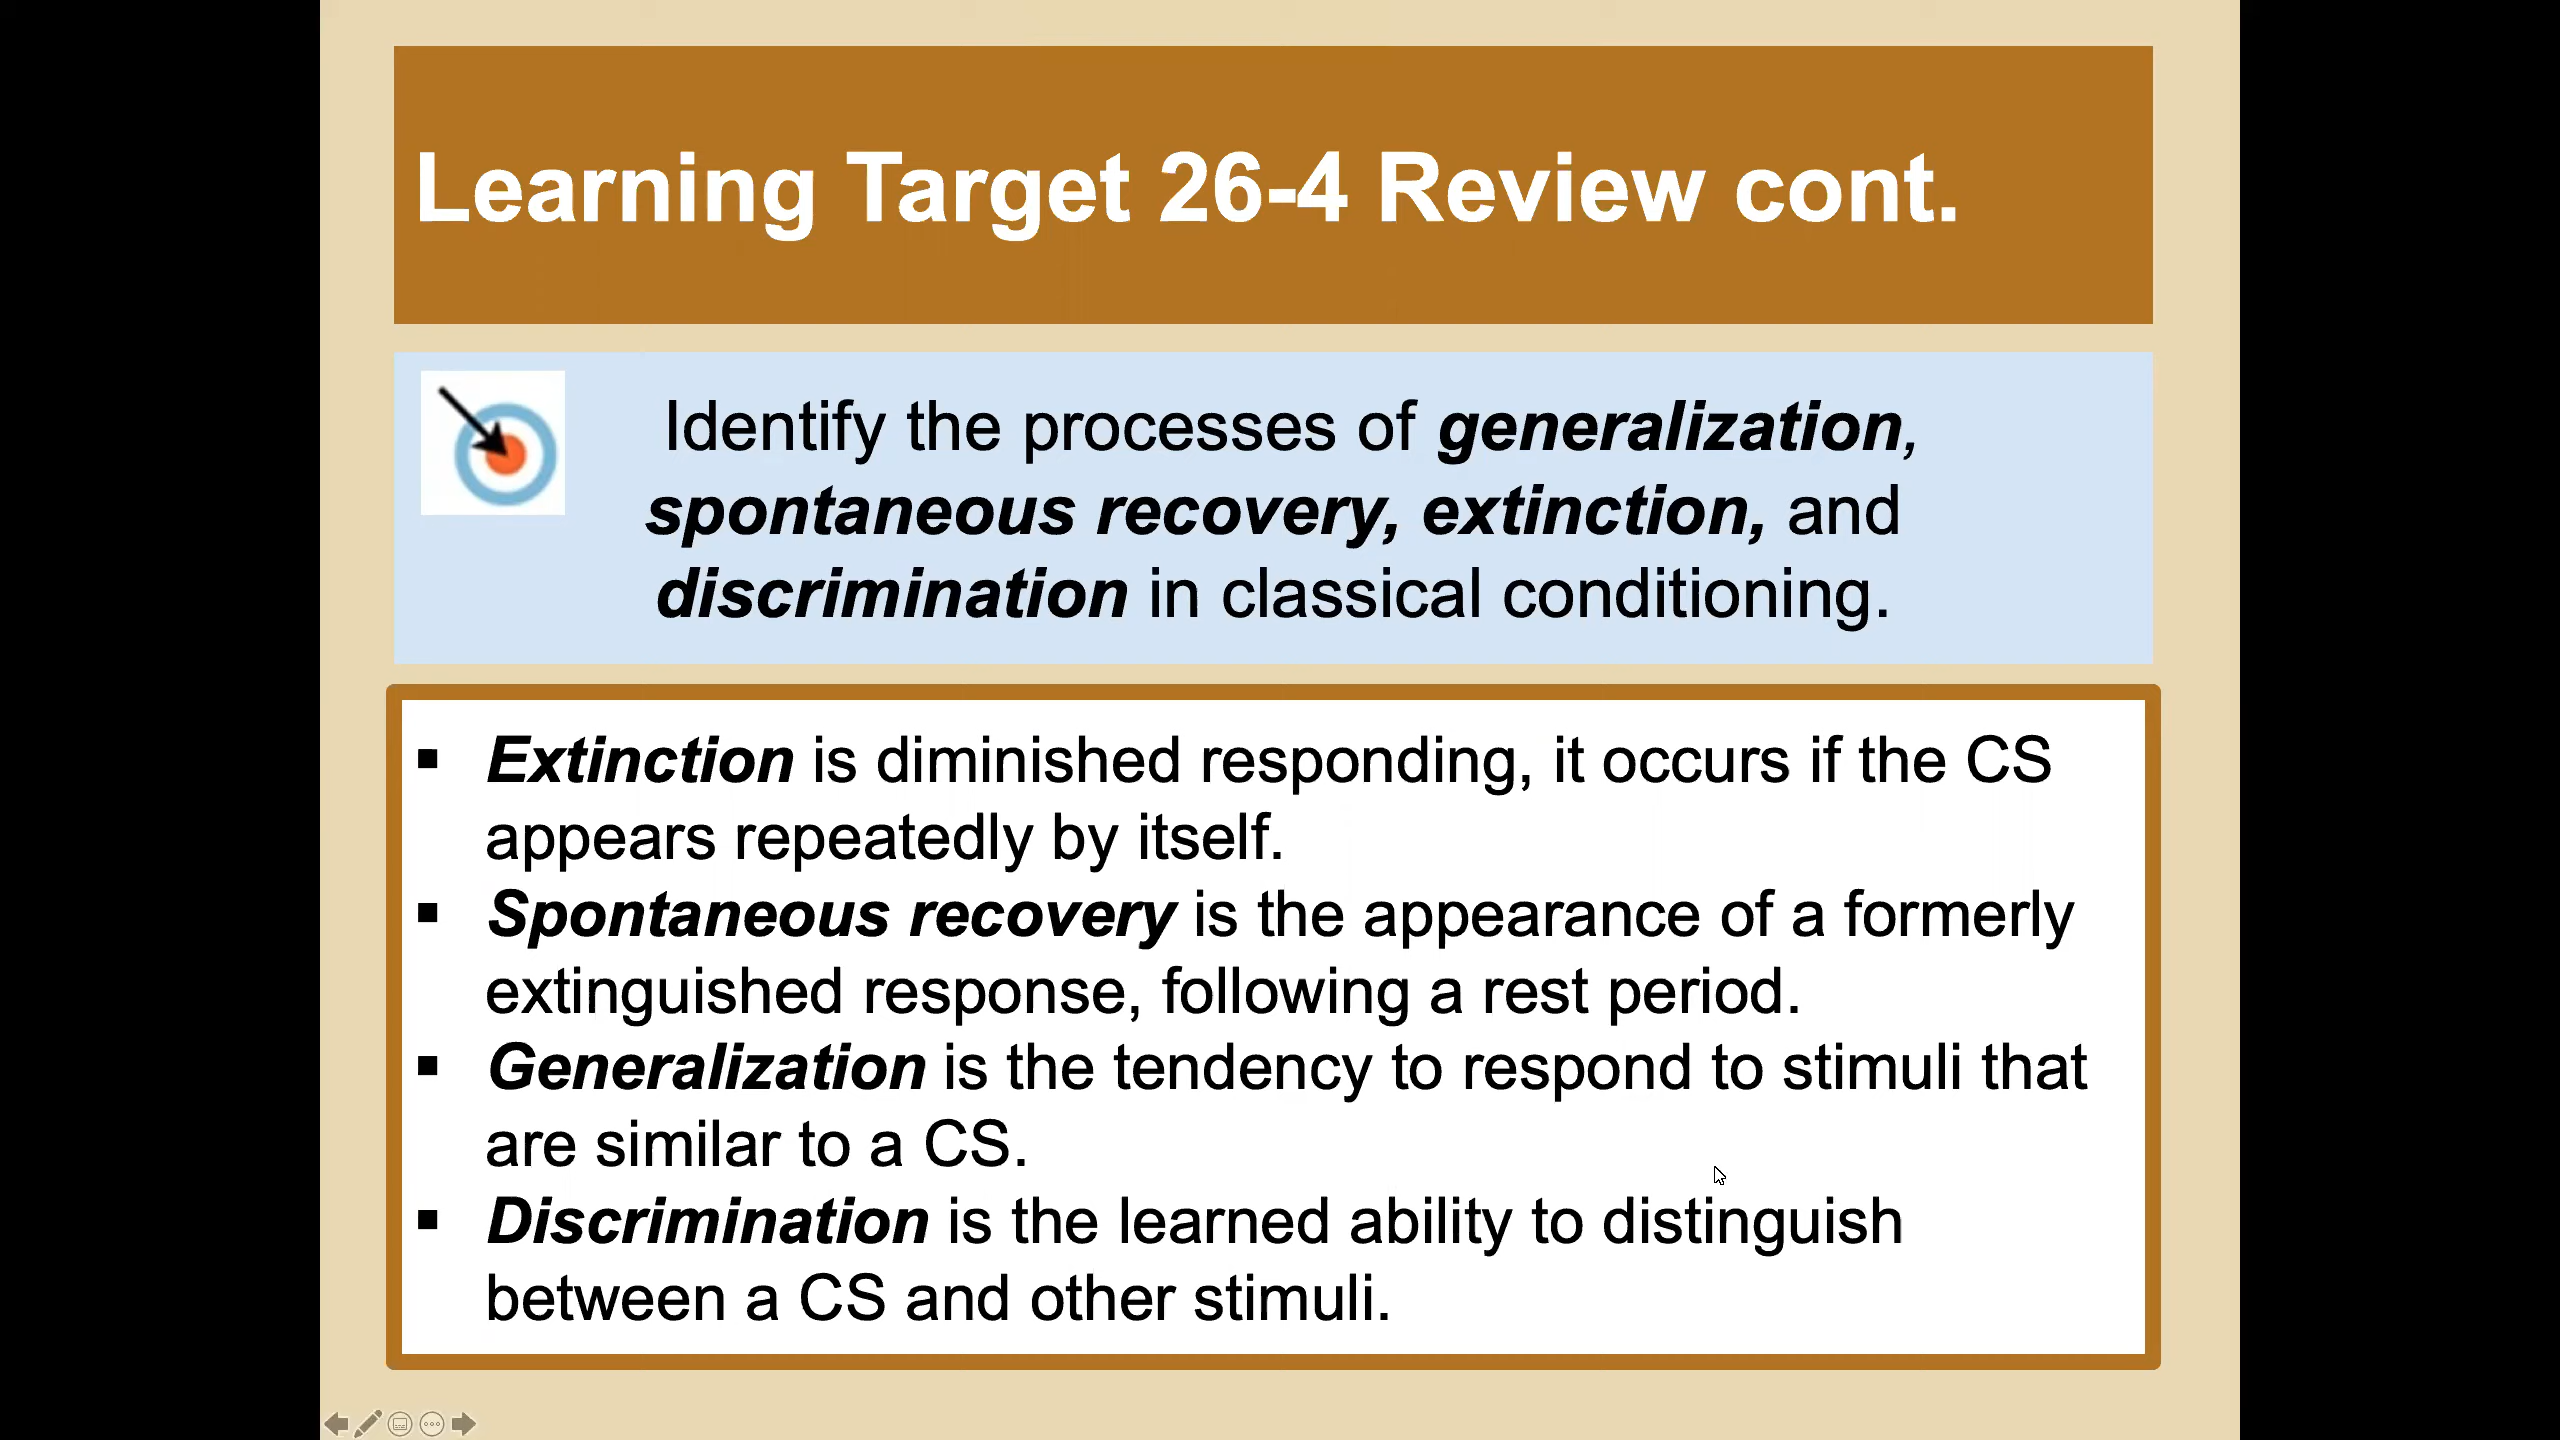 Learning Target 26-4 Review cont.
Identify the processes of generalization,
spontaneous recovery, extinction, and
discrimination in classical conditioning.
▪ Extinction is diminished responding, it occurs if the CS
appears repeatedly by itself.
▪ Spontaneous recovery is the appearance of a formerly
extinguished response, following a rest period.
▪ Generalization is the tendency to respond to stimuli that
are similar to a CS.
▪ Discrimination is the learned ability to distinguish
between a CS and other stimuli.